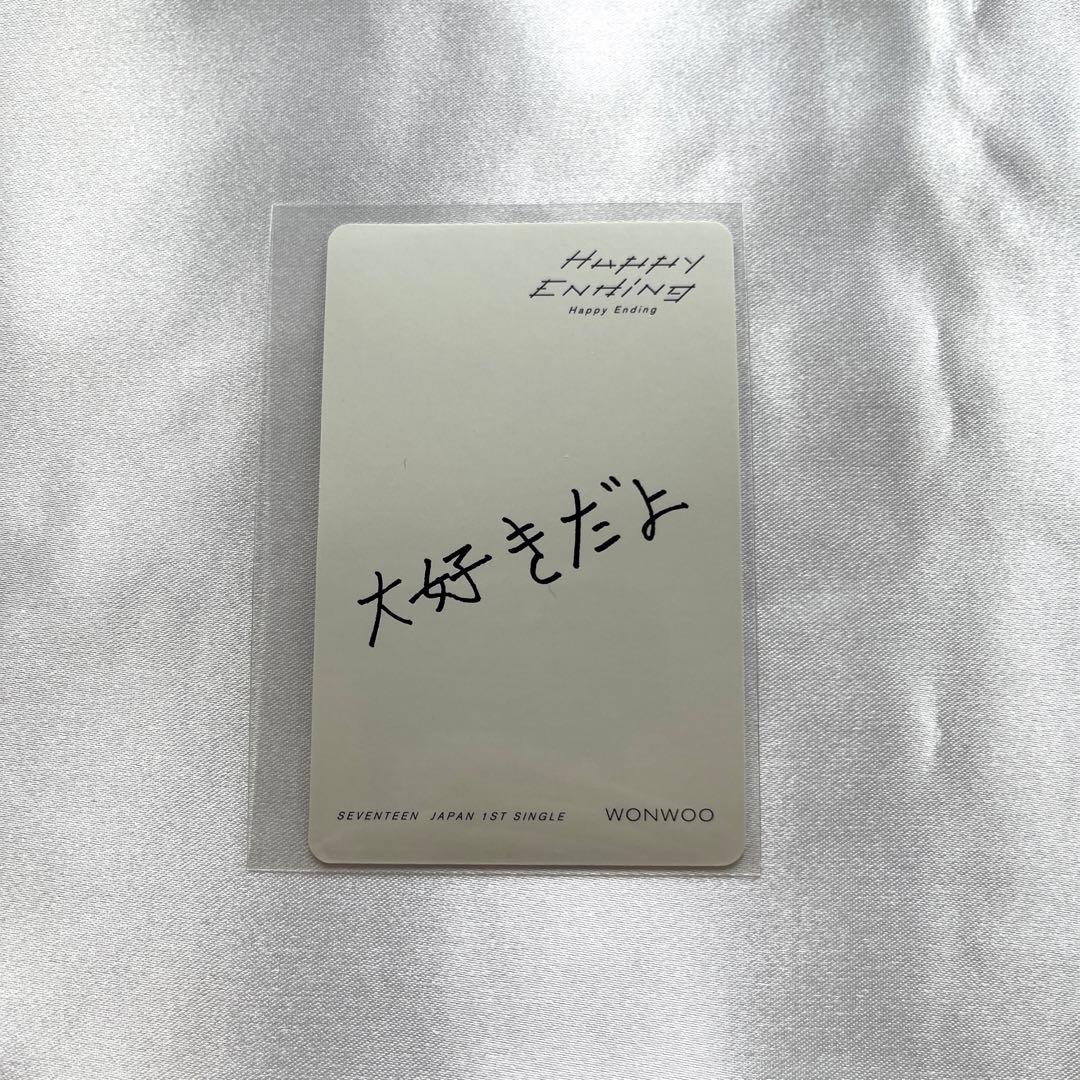 Happy
Ending
Happy Ending
大好きだよ
SEVENTEEN JAPAN 1ST SINGLE WONWOO